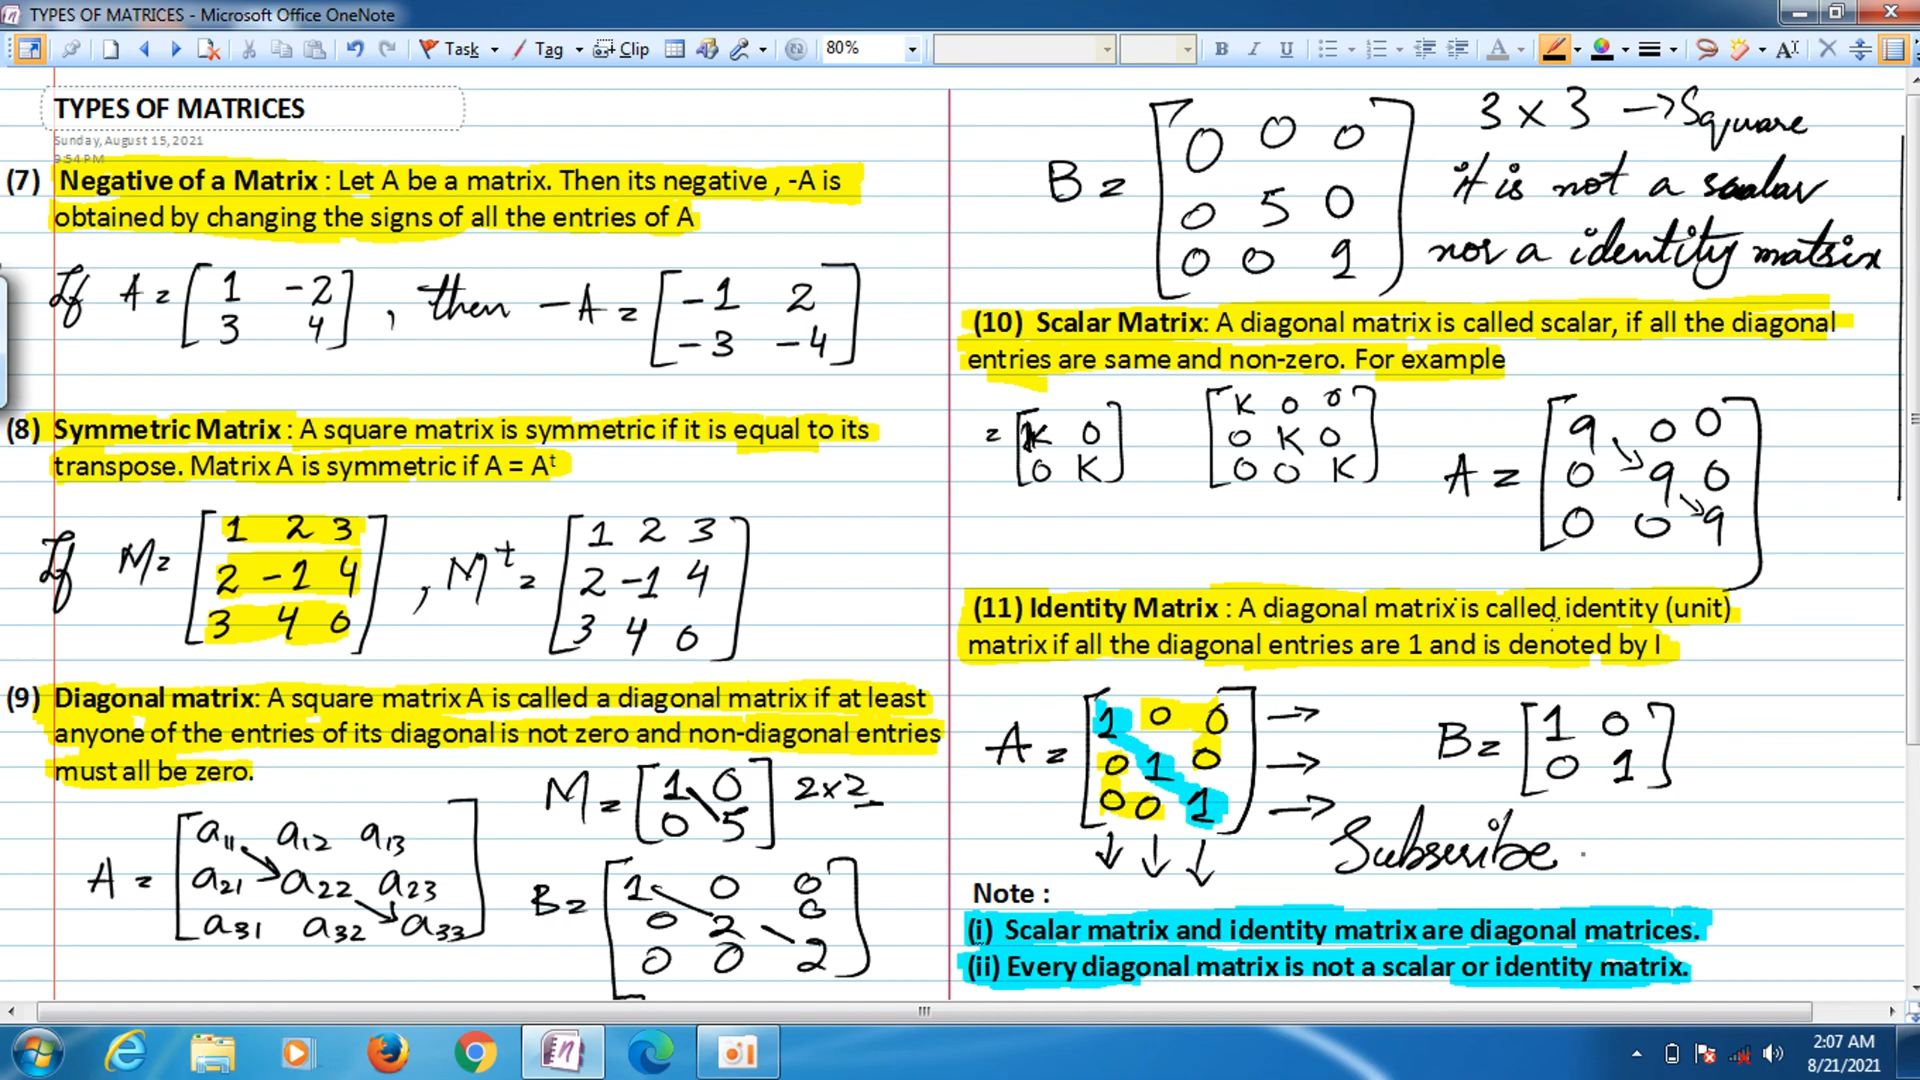 TYPES OF MATRICES - Microsoft Office OneNote
Task Tag Clip 80% B I U A
TYPES OF MATRICES
Sunday, August 15, 2021
9:54 PM
(7) Negative of a Matrix : Let A be a matrix. Then its negative , -A is
obtained by changing the signs of all the entries of A
If A = [ 1 -2 , then -A = [ -1 2
3 4 ] -3 -4 ]
(8) Symmetric Matrix : A square matrix is symmetric if it is equal to its
transpose. Matrix A is symmetric if A = Aᵗ
1 2 3 1 2 3
If M = 2 -1 4 , Mᵗ = 2 -1 4
3 4 0 3 4 0
(9) Diagonal matrix: A square matrix A is called a diagonal matrix if at least
anyone of the entries of its diagonal is not zero and non-diagonal entries
must all be zero.
M = [ 1 0 2x2
0 5 ]
a11 a12 a13
A = a21 a22 a23
a31 a32 a33
1 0 0
B = 0 2 0
0 0 2
0 0 0
B = 0 5 0
0 0 9
3 x 3 → Square
it is not a scalar
nor a identity matrix
(10) Scalar Matrix: A diagonal matrix is called scalar, if all the diagonal
entries are same and non-zero. For example
= [ K 0
0 K ]
K 0 0
0 K 0
0 0 K
9 0 0
A = 0 9 0
0 0 9
(11) Identity Matrix : A diagonal matrix is called identity (unit)
matrix if all the diagonal entries are 1 and is denoted by I
1 0 0
A = 0 1 0
0 0 1
B = [ 1 0
0 1 ]
Subscribe
Note :
(i) Scalar matrix and identity matrix are diagonal matrices.
(ii) Every diagonal matrix is not a scalar or identity matrix.
2:07 AM
8/21/2021